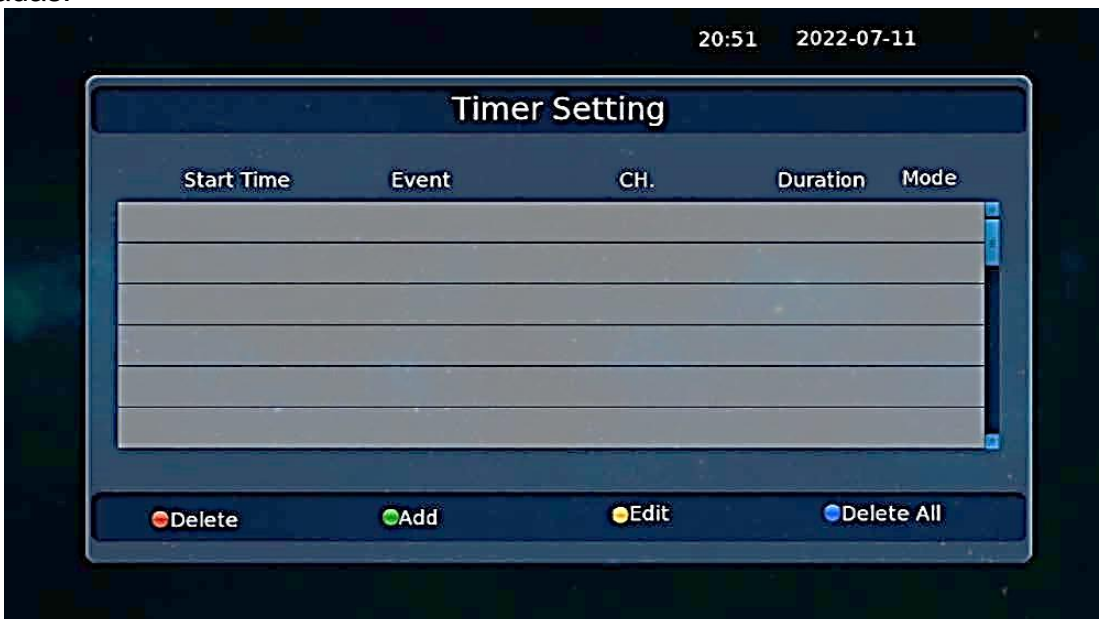 20:51 2022-07-11
Timer Setting
Start Time Event CH. Duration Mode
Delete Add Edit Delete All